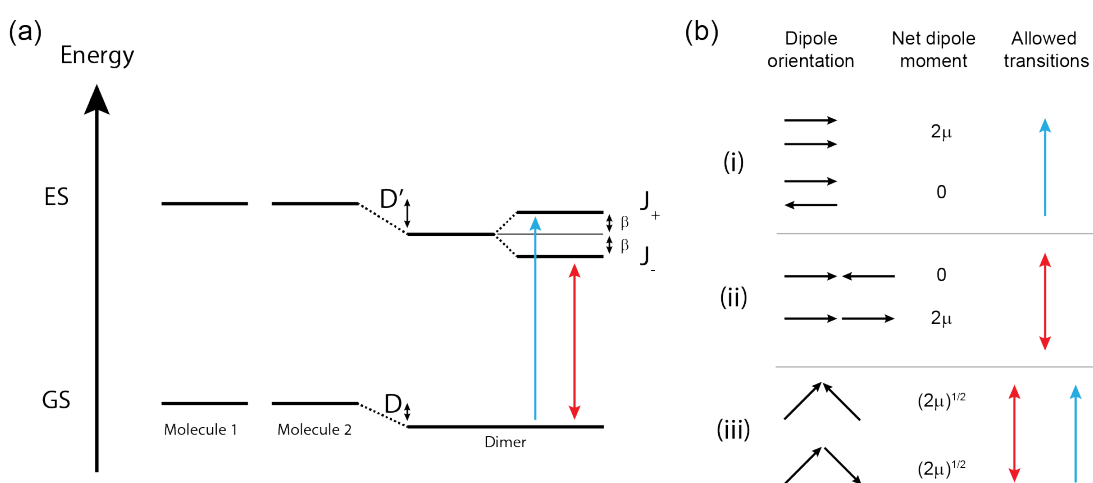 (a)
Energy
ES
GS
Molecule 1
Molecule 2
D′
D
Dimer
J+
β
β
J-
(b)
Dipole
orientation
Net dipole
moment
Allowed
transitions
(i)
2μ
0
(ii)
0
2μ
(iii)
(2μ)1/2
(2μ)1/2